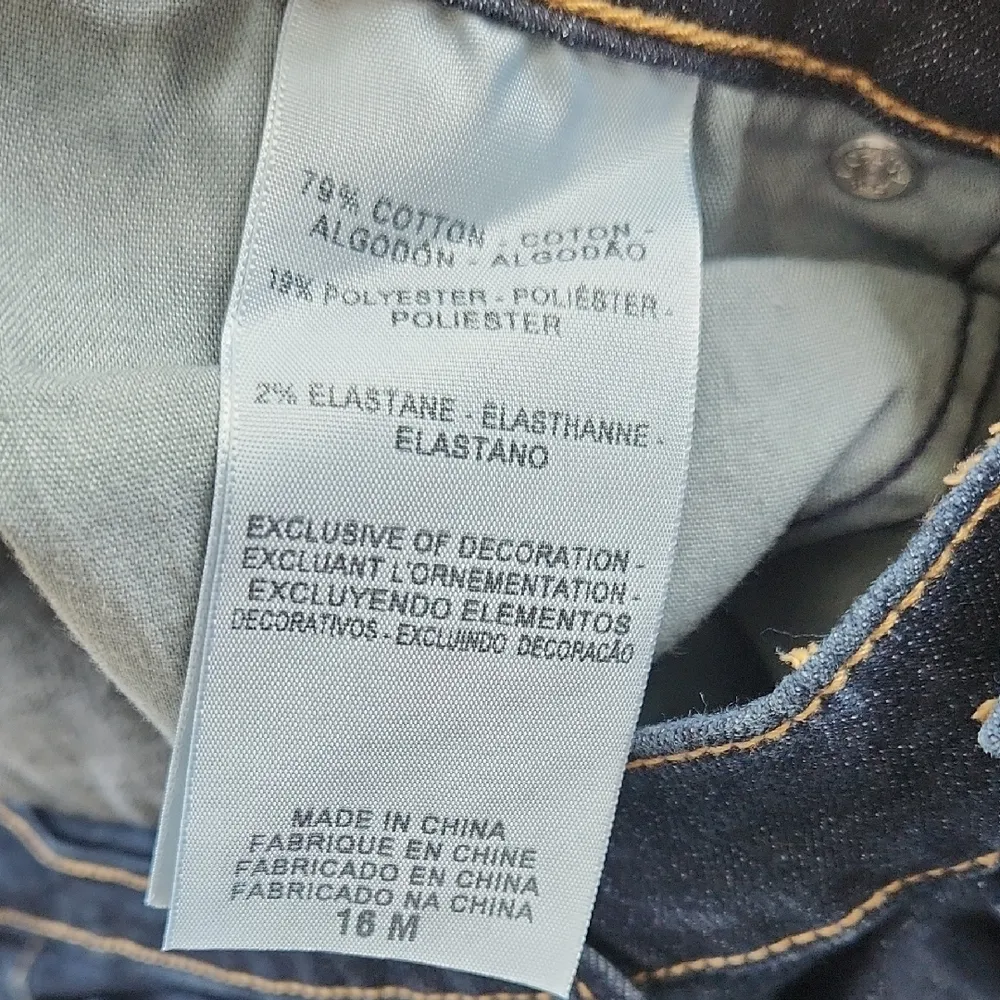 79% COTTON - COTON -
ALGODÓN - ALGODÃO
19% POLYESTER - POLIÉSTER -
POLIESTER
2% ELASTANE - ÉLASTHANNE -
ELASTANO
EXCLUSIVE OF DECORATION -
EXCLUANT L'ORNEMENTATION -
EXCLUYENDO ELEMENTOS
DECORATIVOS - EXCLUINDO DECORAÇÃO
MADE IN CHINA
FABRIQUE EN CHINE
FABRICADO EN CHINA
FABRICADO NA CHINA
16 M